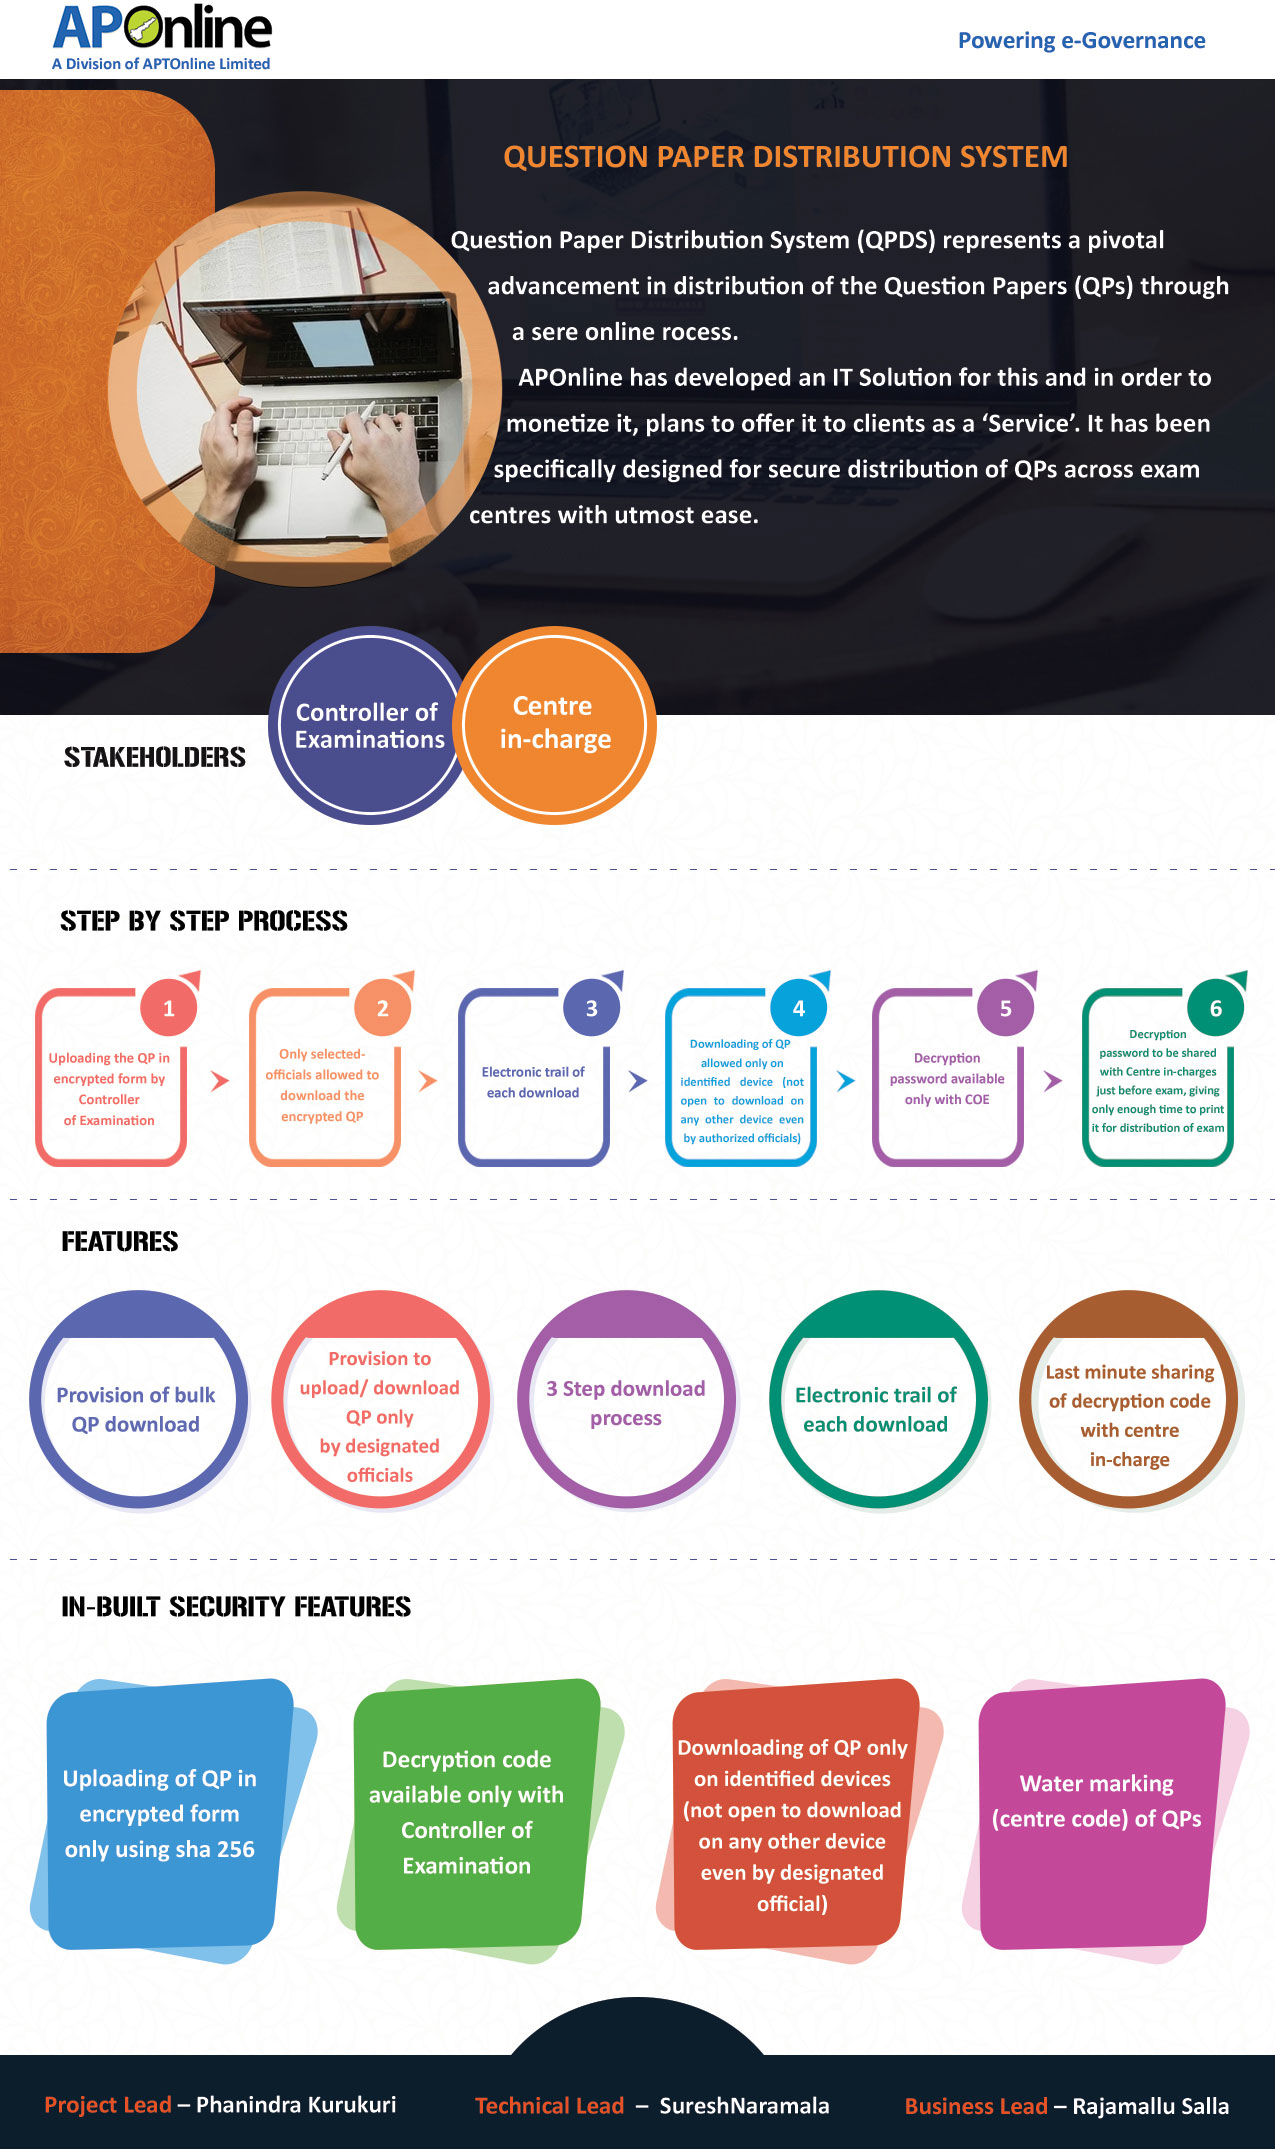 APOnline
A Division of APTOnline Limited
Powering e-Governance
QUESTION PAPER DISTRIBUTION SYSTEM
Question Paper Distribution System (QPDS) represents a pivotal
advancement in distribution of the Question Papers (QPs) through
a sere online rocess.
APOnline has developed an IT Solution for this and in order to
monetize it, plans to offer it to clients as a ‘Service’. It has been
specifically designed for secure distribution of QPs across exam
centres with utmost ease.
STAKEHOLDERS
Controller of
Examinations
Centre
in-charge
STEP BY STEP PROCESS
1
Uploading the QP in
encrypted form by
Controller
of Examination
2
Only selected-
officials allowed to
download the
encrypted QP
3
Electronic trail of
each download
4
Downloading of QP
allowed only on
identified device (not
open to download on
any other device even
by authorized officials)
5
Decryption
password available
only with COE
6
Decryption
password to be shared
with Centre in-charges
just before exam, giving
only enough time to print
it for distribution of exam
FEATURES
Provision of bulk
QP download
Provision to
upload/ download
QP only
by designated
officials
3 Step download
process
Electronic trail of
each download
Last minute sharing
of decryption code
with centre
in-charge
IN-BUILT SECURITY FEATURES
Uploading of QP in
encrypted form
only using sha 256
Decryption code
available only with
Controller of
Examination
Downloading of QP only
on identified devices
(not open to download
on any other device
even by designated
official)
Water marking
(centre code) of QPs
Project Lead – Phanindra Kurukuri
Technical Lead – SureshNaramala
Business Lead – Rajamallu Salla